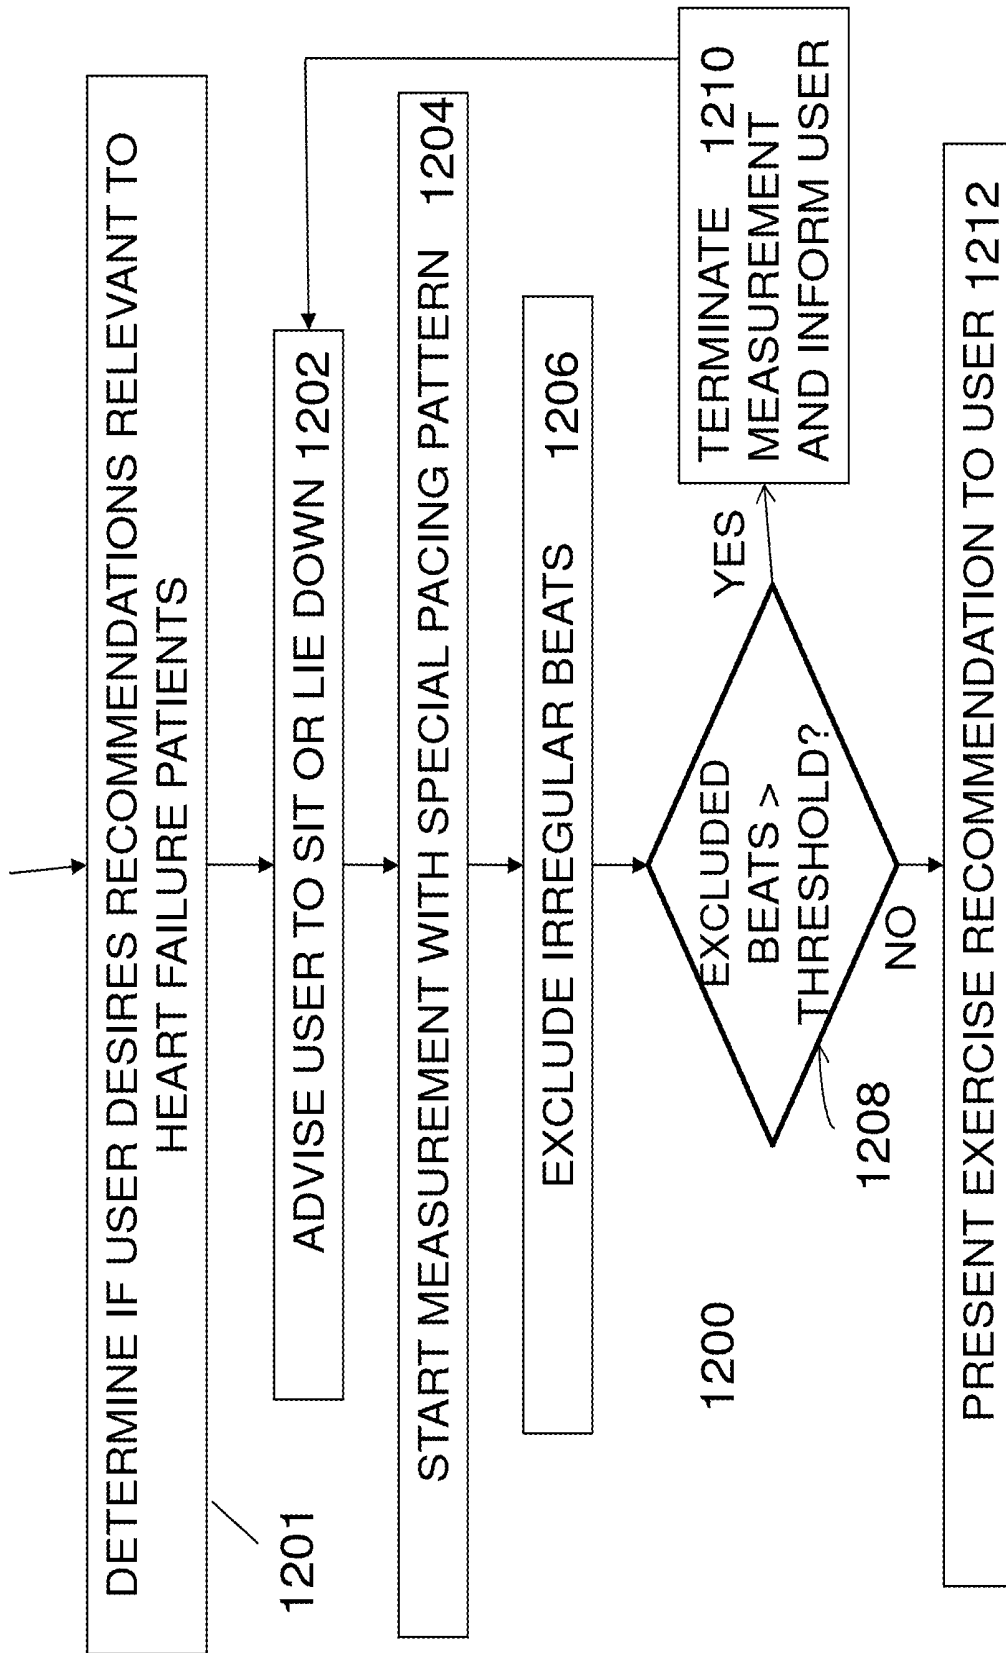 DETERMINE IF USER DESIRES RECOMMENDATIONS RELEVANT TO
HEART FAILURE PATIENTS
1201
ADVISE USER TO SIT OR LIE DOWN 1202
START MEASUREMENT WITH SPECIAL PACING PATTERN 1204
EXCLUDE IRREGULAR BEATS 1206
EXCLUDED
BEATS >
THRESHOLD?
1208
YES
TERMINATE 1210
MEASUREMENT
AND INFORM USER
NO
1200
PRESENT EXERCISE RECOMMENDATION TO USER 1212